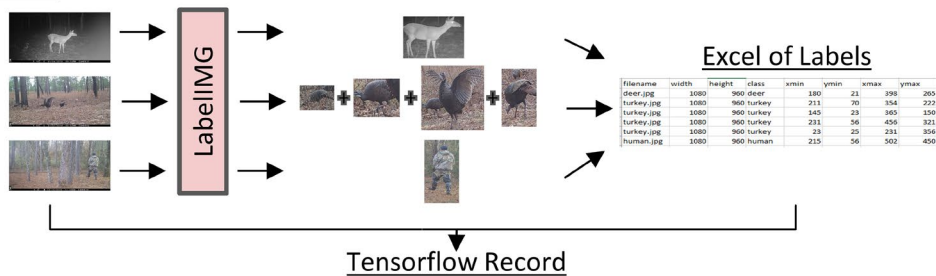 LabelIMG
Excel of Labels
filename width height class xmin ymin xmax ymax
deer.jpg 1080 960 deer 180 21 398 265
turkey.jpg 1080 960 turkey 211 70 354 222
turkey.jpg 1080 960 turkey 145 23 365 150
turkey.jpg 1080 960 turkey 231 56 456 321
turkey.jpg 1080 960 turkey 23 25 231 356
human.jpg 1080 960 human 215 56 502 450
Tensorflow Record